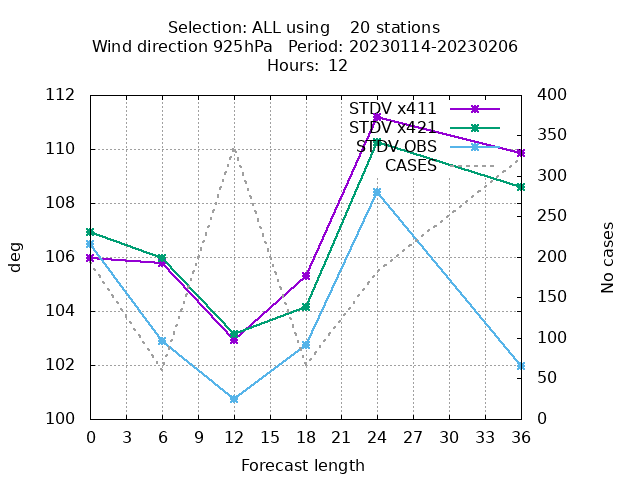 Selection: ALL using    20 stations
Wind direction 925hPa   Period: 20230114-20230206
Hours:  12
112
110
108
106
104
102
100
deg
STDV x411
STDV x421
STDV OBS
CASES
400
350
300
250
200
150
100
50
0
No cases
0 3 6 9 12 15 18 21 24 27 30 33 36
Forecast length